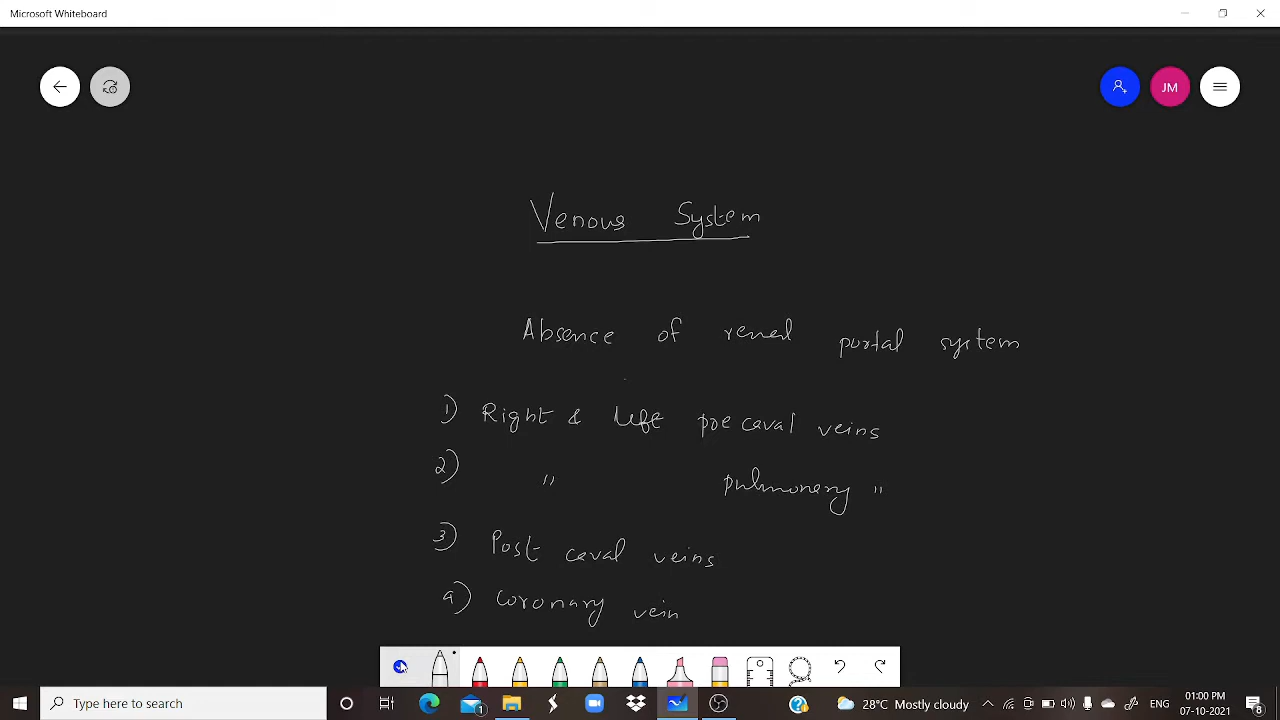 Microsoft Whiteboard
JM
Venous System
Absence of renal portal system
1) Right & left pre caval veins
2) " pulmonary "
3) Post caval veins
4) Coronary vein
Type here to search
1
28°C Mostly cloudy
ENG
01:00 PM
07-10-2021
8